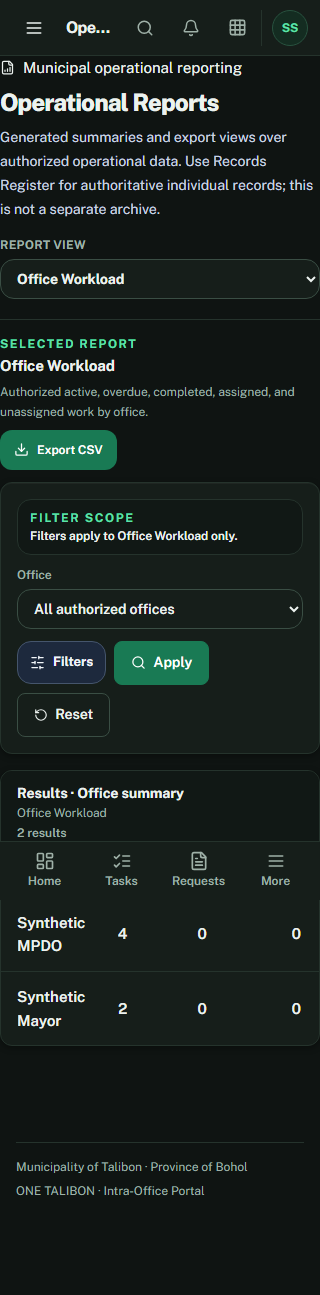 Ope...
SS
Municipal operational reporting
Operational Reports
Generated summaries and export views over
authorized operational data. Use Records
Register for authoritative individual records; this
is not a separate archive.
REPORT VIEW
Office Workload
SELECTED REPORT
Office Workload
Authorized active, overdue, completed, assigned, and
unassigned work by office.
Export CSV
FILTER SCOPE
Filters apply to Office Workload only.
Office
All authorized offices
Filters
Apply
Reset
Results · Office summary
Office Workload
2 results
Home Tasks Requests More
Synthetic
MPDO 4 0 0
Synthetic
Mayor 2 0 0
Municipality of Talibon · Province of Bohol
ONE TALIBON · Intra-Office Portal